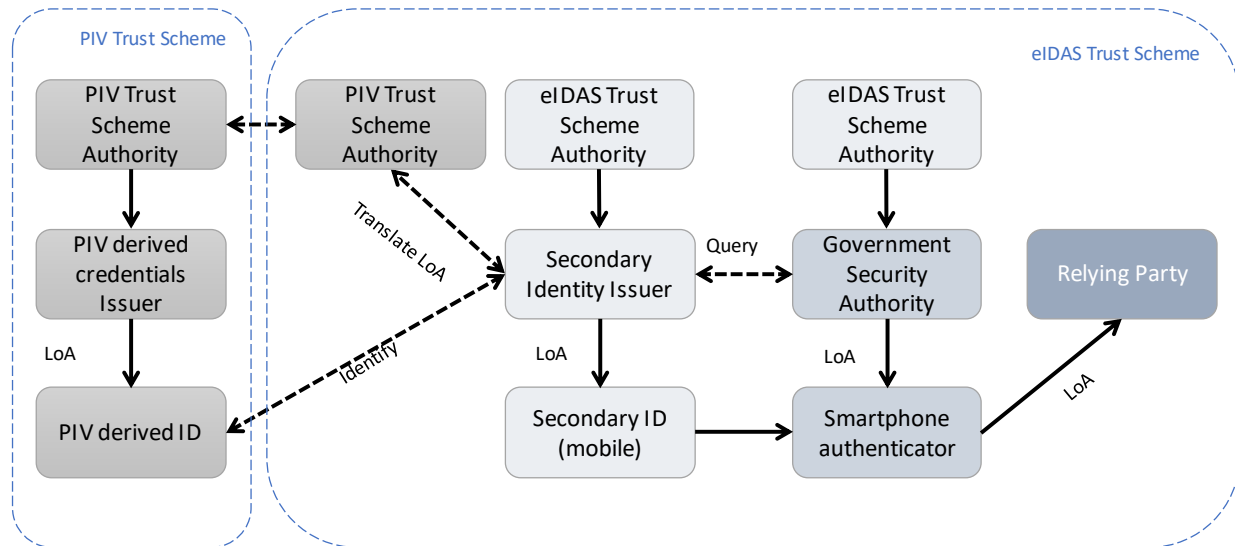 PIV Trust Scheme
eIDAS Trust Scheme
PIV Trust
Scheme
Authority
PIV Trust
Scheme
Authority
eIDAS Trust
Scheme
Authority
eIDAS Trust
Scheme
Authority
Translate LoA
PIV derived
credentials
Issuer
Secondary
Identity Issuer
Query
Government
Security
Authority
Relying Party
LoA
Identify
LoA
LoA
LoA
PIV derived ID
Secondary ID
(mobile)
Smartphone
authenticator